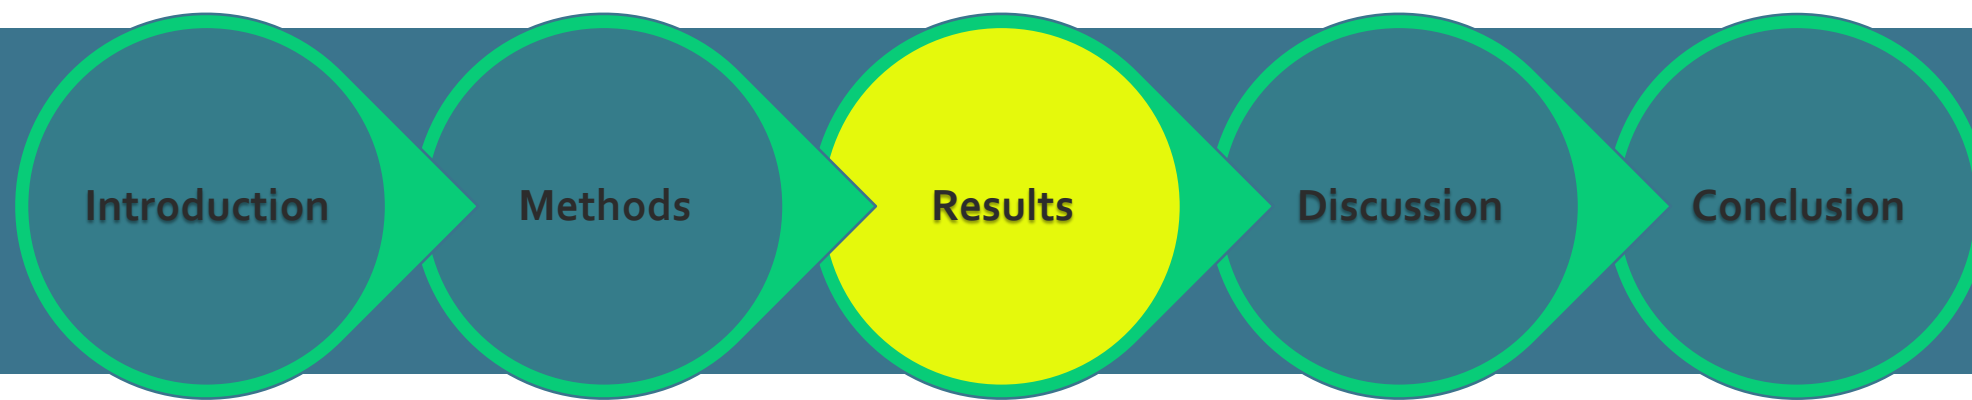 Introduction
Methods
Results
Discussion
Conclusion